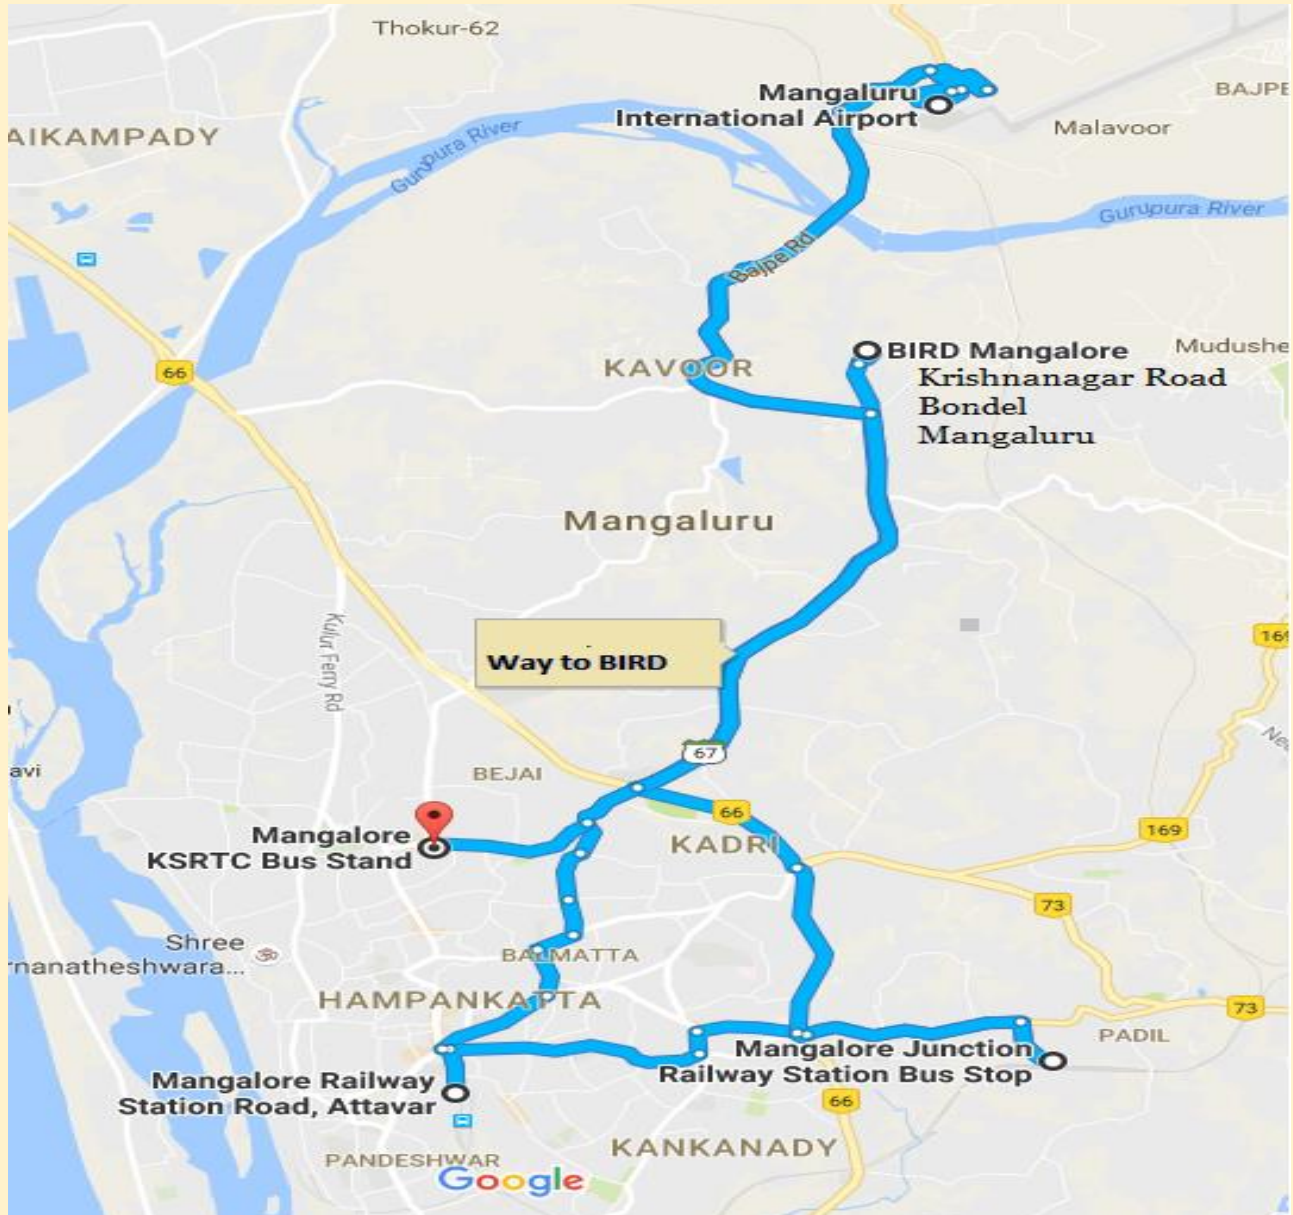 Thokur-62
Mangaluru
International Airport
BAJPE
Malavoor
AIKAMPADY
Gurupura River
Gurupura River
Bajpe Rd
66
KAVOOR
BIRD Mangalore
Krishnanagar Road
Bondel
Mangaluru
Mudushe
Mangaluru
Kulur Ferry Rd
Way to BIRD
169
Nee
67
avi
BEJAI
66
KADRI
169
Mangalore
KSRTC Bus Stand
73
Shree
rnanatheshwara...
BALMATTA
HAMPANKATTA
73
PADIL
Mangalore Junction
Railway Station Bus Stop
Mangalore Railway
Station Road, Attavar
66
KANKANADY
PANDESHWAR
Google